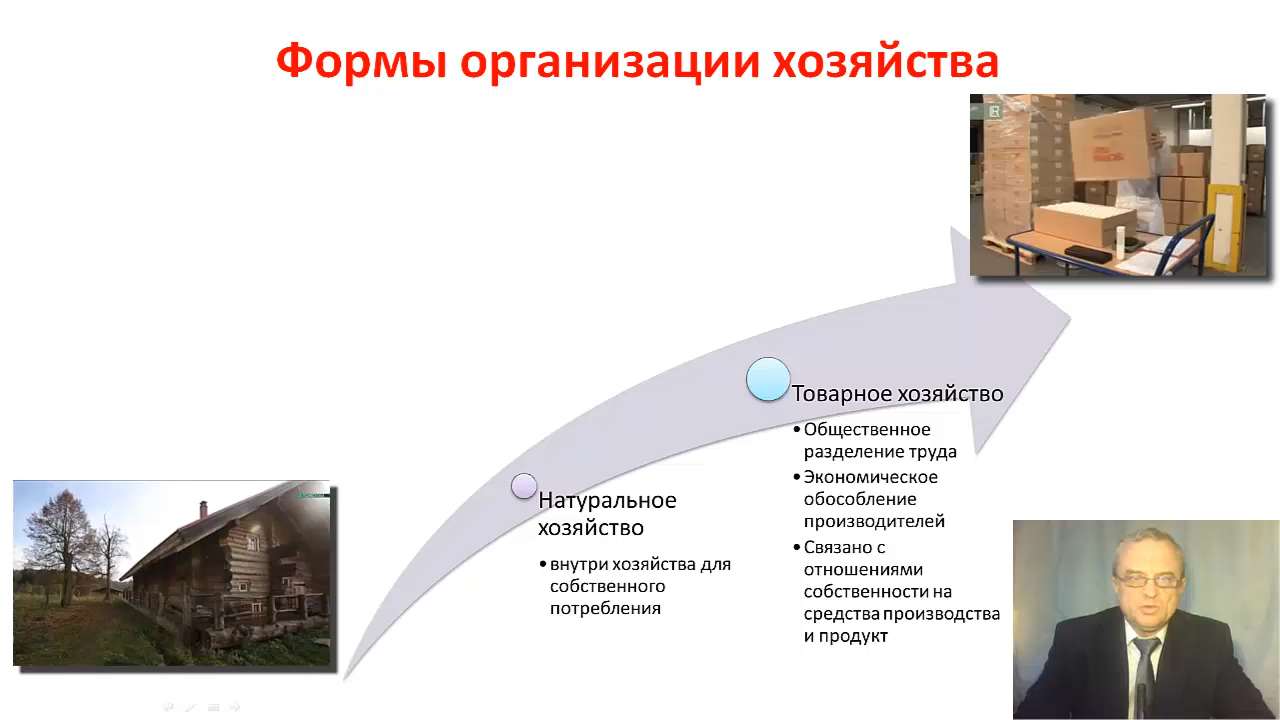 Формы организации хозяйства
Товарное хозяйство
• Общественное
разделение труда
• Экономическое
обособление
производителей
• Связано с
отношениями
собственности на
средства производства
и продукт
Натуральное
хозяйство
• внутри хозяйства для
собственного
потребления